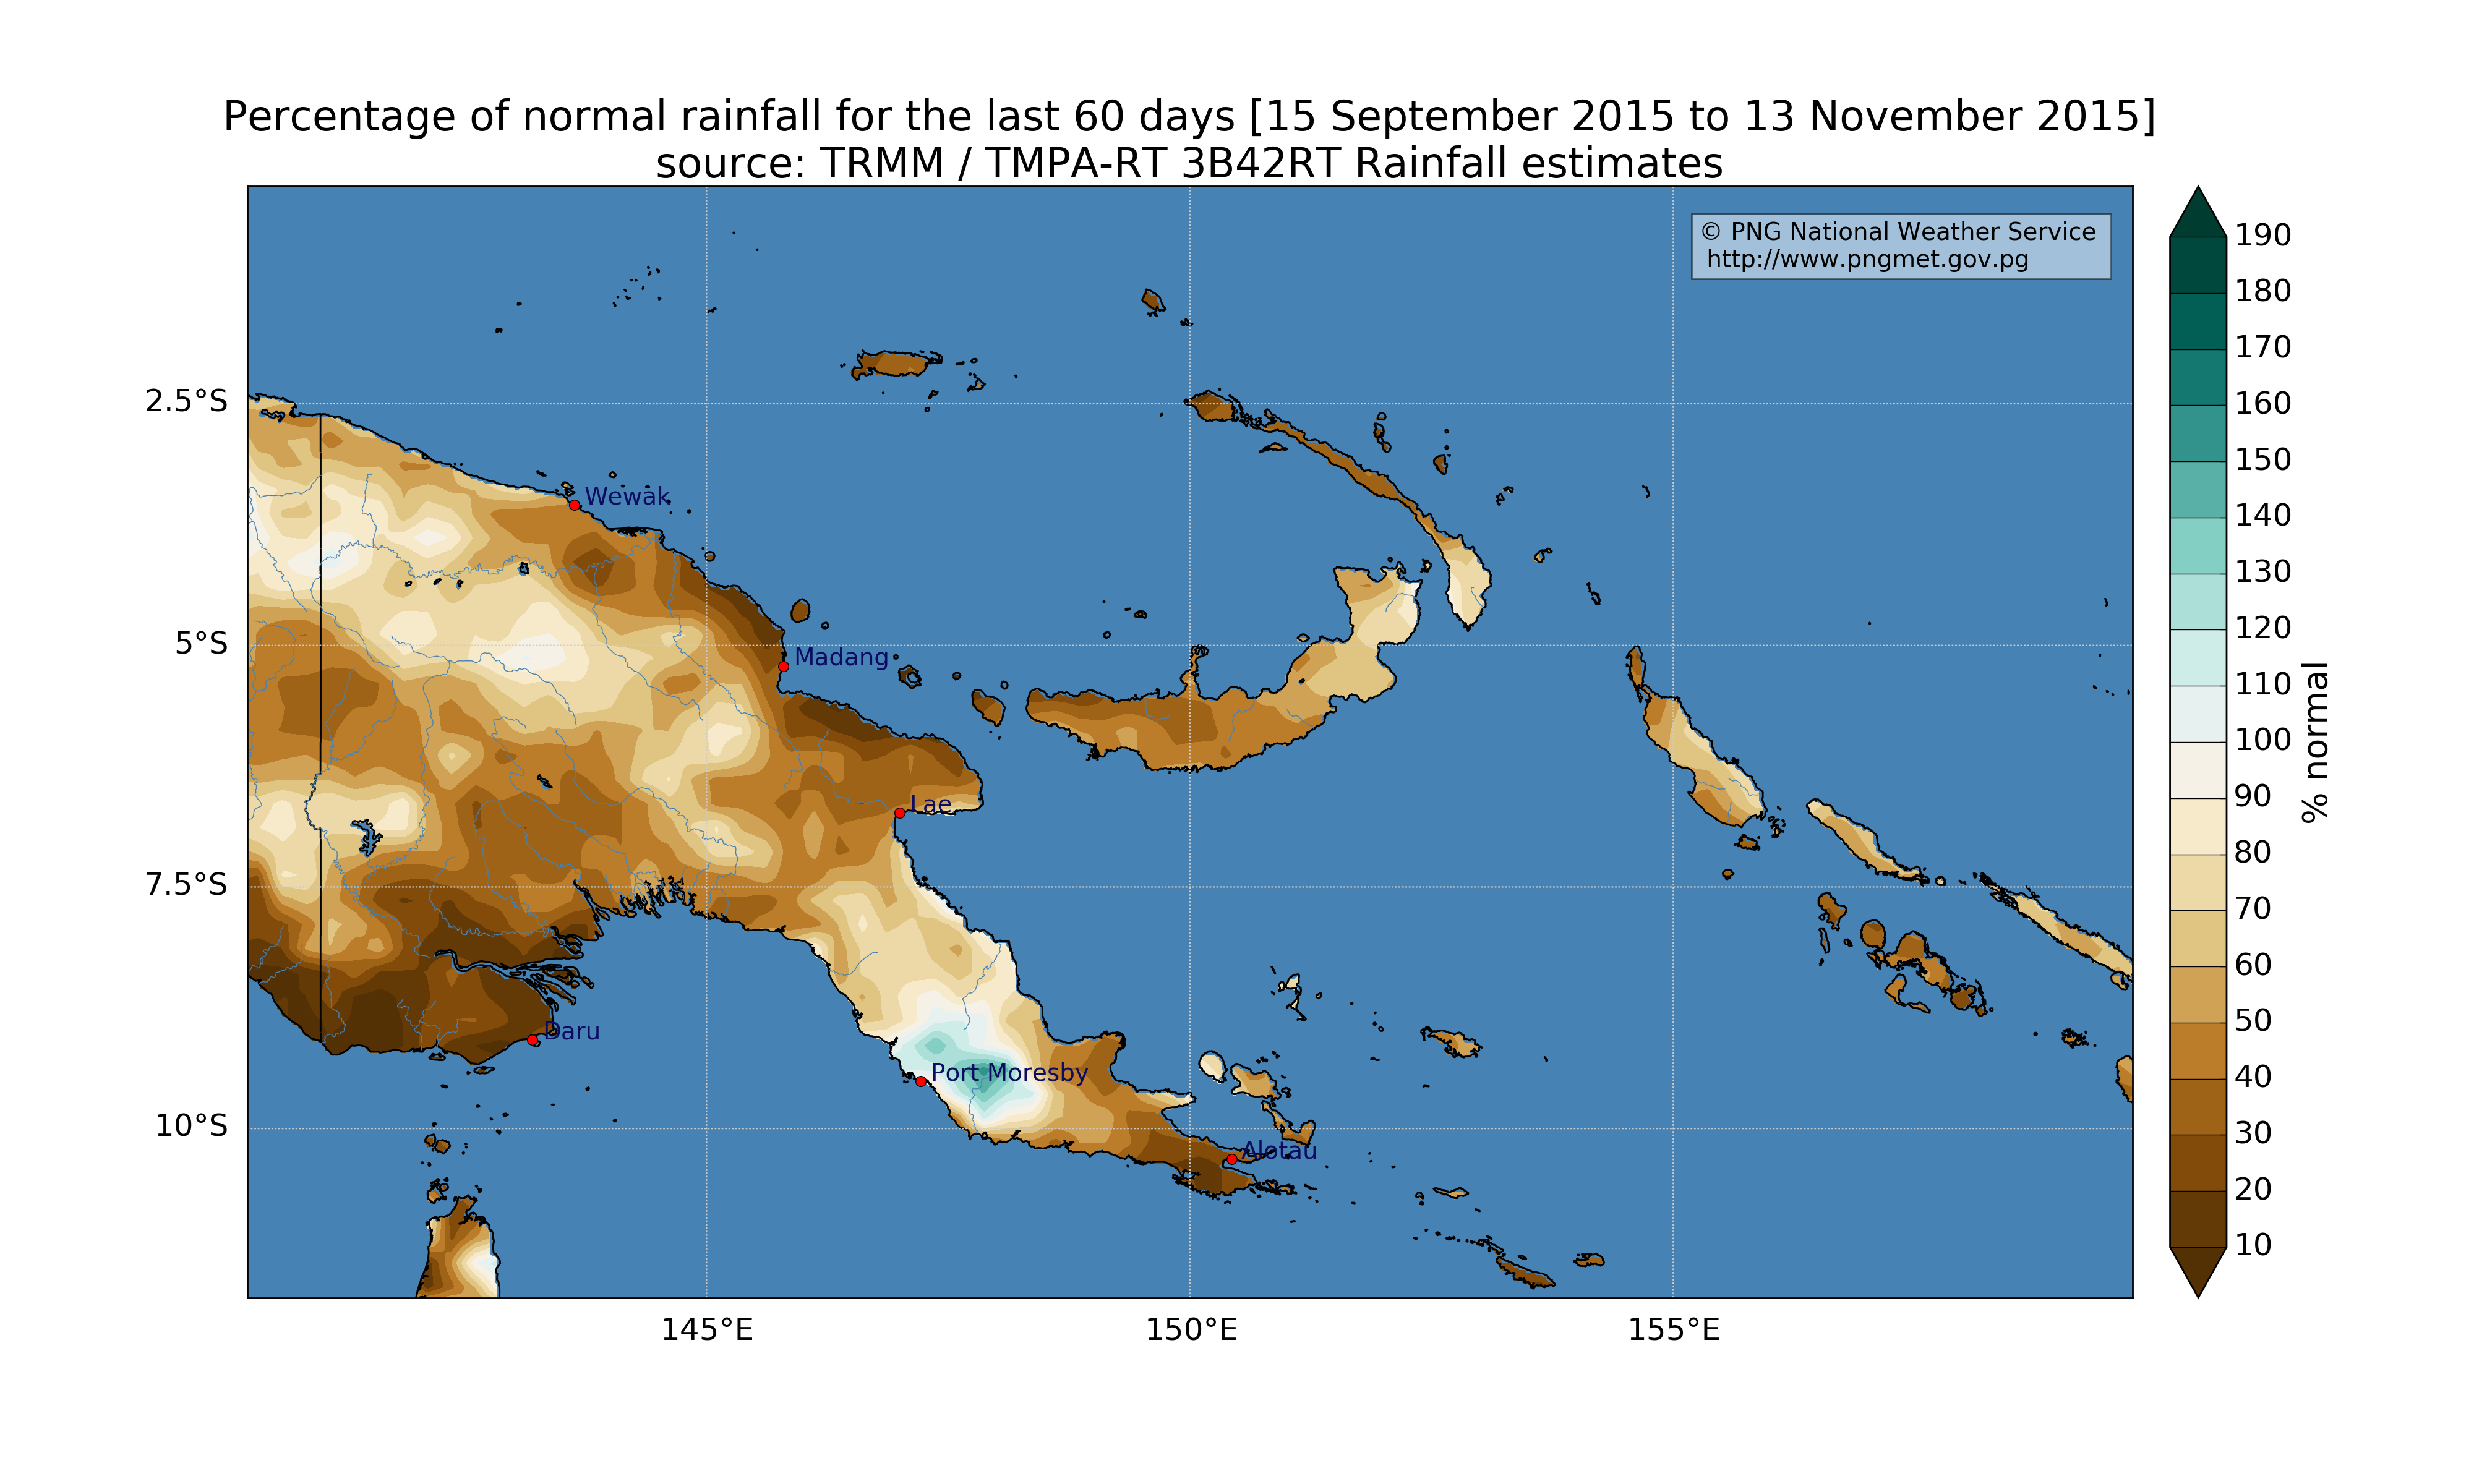 Percentage of normal rainfall for the last 60 days [15 September 2015 to 13 November 2015]
source: TRMM / TMPA-RT 3B42RT Rainfall estimates
© PNG National Weather Service
http://www.pngmet.gov.pg
2.5°S
5°S
7.5°S
10°S
Wewak
Madang
Lae
Daru
Port Moresby
Alotau
145°E
150°E
155°E
190
180
170
160
150
140
130
120
110
100
90
80
70
60
50
40
30
20
10
% normal